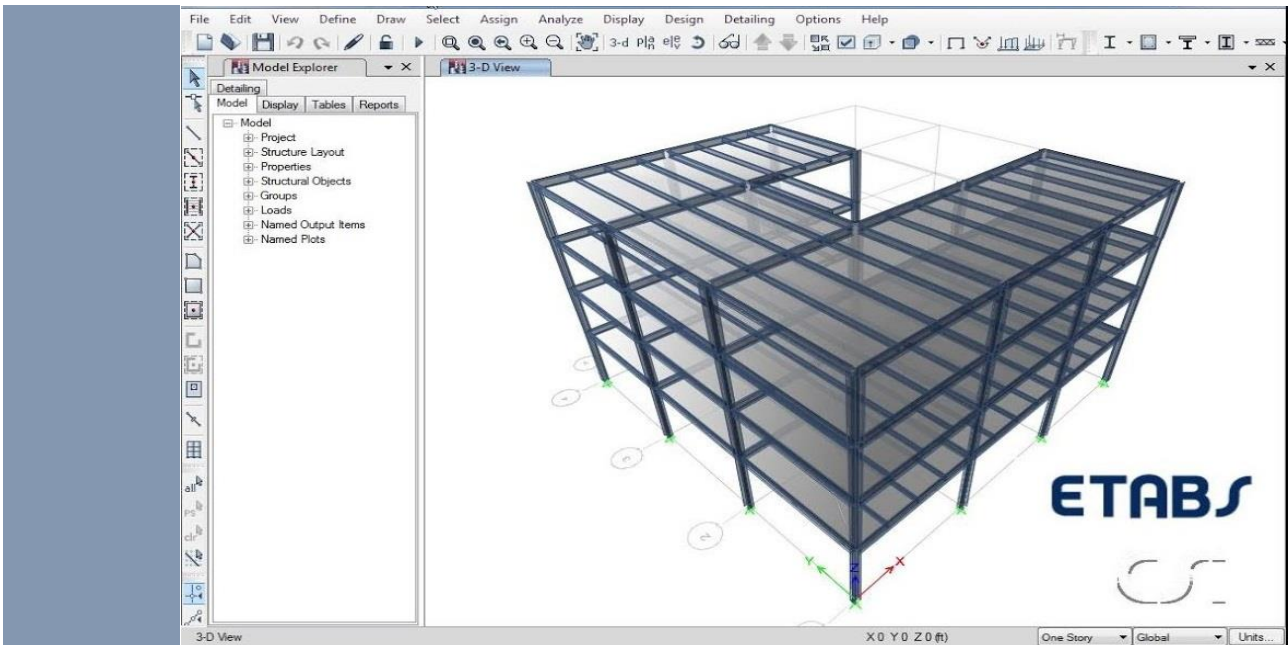 File Edit View Define Draw Select Assign Analyze Display Design Detailing Options Help
3-d
Model Explorer
3-D View
Detailing
Model Display Tables Reports
Model
Project
Structure Layout
Properties
Structural Objects
Groups
Loads
Named Output Items
Named Plots
all
ps
clr
Y Z X
ETABS
CSI
3-D View X 0 Y 0 Z 0 (ft) One Story Global Units...